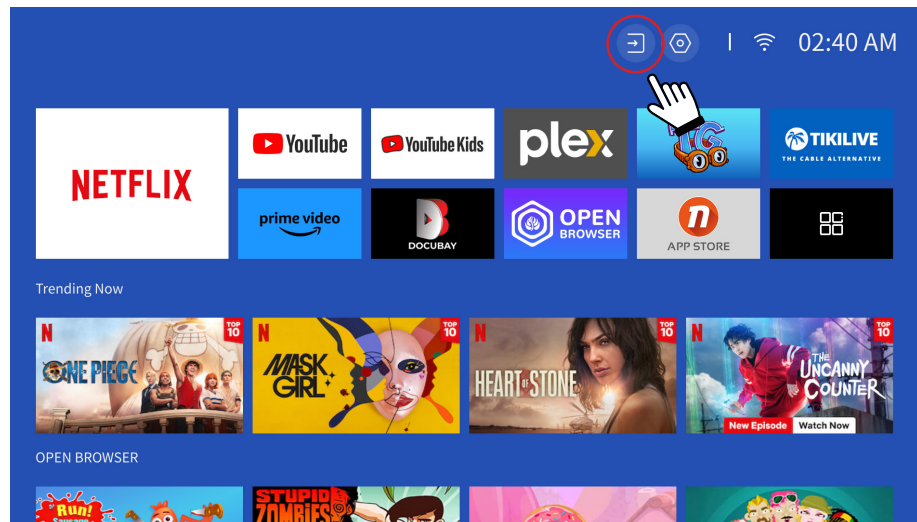 02:40 AM
NETFLIX
YouTube
YouTube Kids
plex
TIKILIVE
THE CABLE ALTERNATIVE
prime video
DOCUBAY
OPEN
BROWSER
n
APP STORE
Trending Now
N
TOP
10
ONE PIECE
N
TOP
10
MASK
GIRL
N
TOP
10
HEART OF STONE
N
TOP
10
THE
UNCANNY
COUNTER
New Episode
Watch Now
OPEN BROWSER
Run!
Sausage
STUPID
ZOMBIES